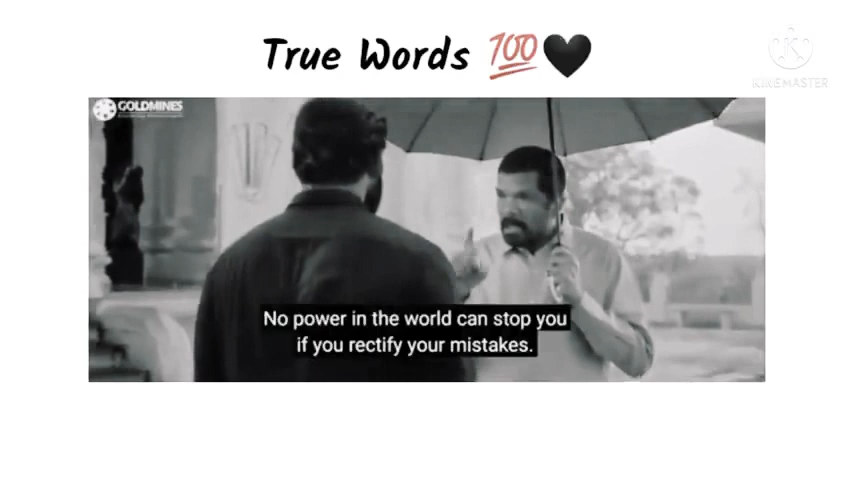 True Words 💯🖤
KINEMASTER
GOLDMINES
No power in the world can stop you
if you rectify your mistakes.